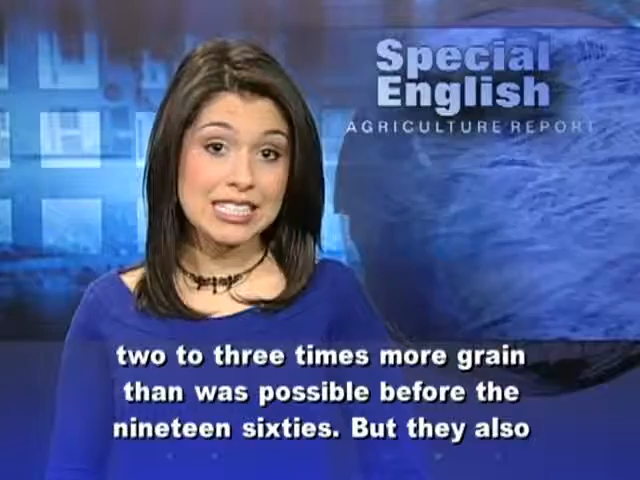 Special
English
AGRICULTURE REPORT
two to three times more grain
than was possible before the
nineteen sixties. But they also